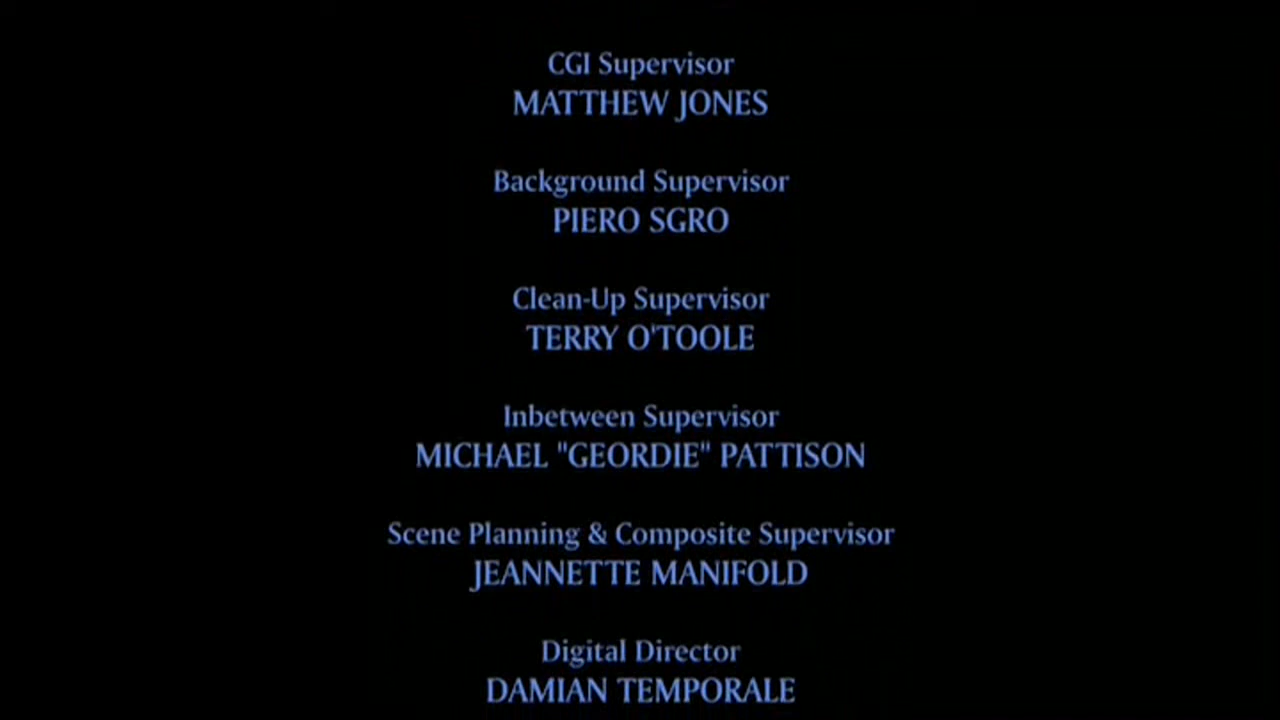 CGI Supervisor
MATTHEW JONES
Background Supervisor
PIERO SGRO
Clean-Up Supervisor
TERRY O'TOOLE
Inbetween Supervisor
MICHAEL "GEORDIE" PATTISON
Scene Planning & Composite Supervisor
JEANNETTE MANIFOLD
Digital Director
DAMIAN TEMPORALE